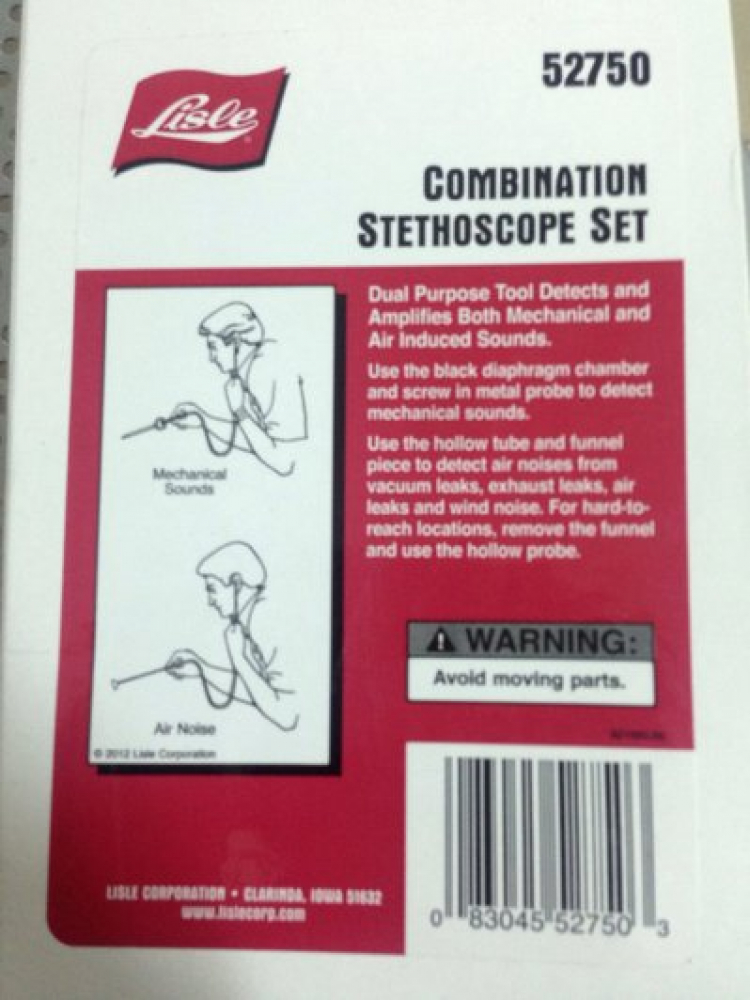 Lisle
52750
COMBINATION
STETHOSCOPE SET
Dual Purpose Tool Detects and
Amplifies Both Mechanical and
Air Induced Sounds.
Use the black diaphragm chamber
and screw in metal probe to detect
mechanical sounds.
Use the hollow tube and funnel
piece to detect air noises from
vacuum leaks, exhaust leaks, air
leaks and wind noise. For hard-to-
reach locations, remove the funnel
and use the hollow probe.
Mechanical
Sounds
Air Noise
© 2012 Lisle Corporation
WARNING:
Avoid moving parts.
LISLE CORPORATION • CLARINDA, IOWA 51632
www.lislecorp.com
0 83045 52750 3